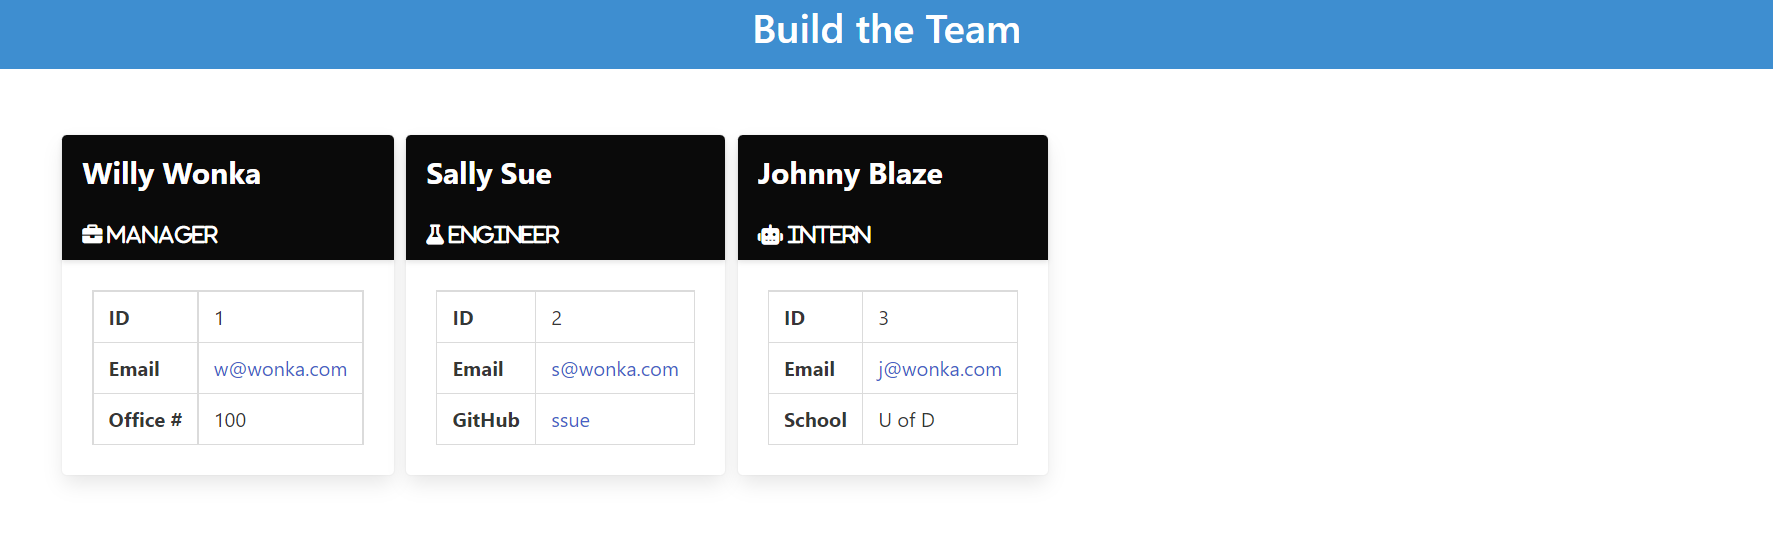 Build the Team
Willy Wonka
MANAGER
ID 1
Email w@wonka.com
Office # 100
Sally Sue
ENGINEER
ID 2
Email s@wonka.com
GitHub ssue
Johnny Blaze
INTERN
ID 3
Email j@wonka.com
School U of D